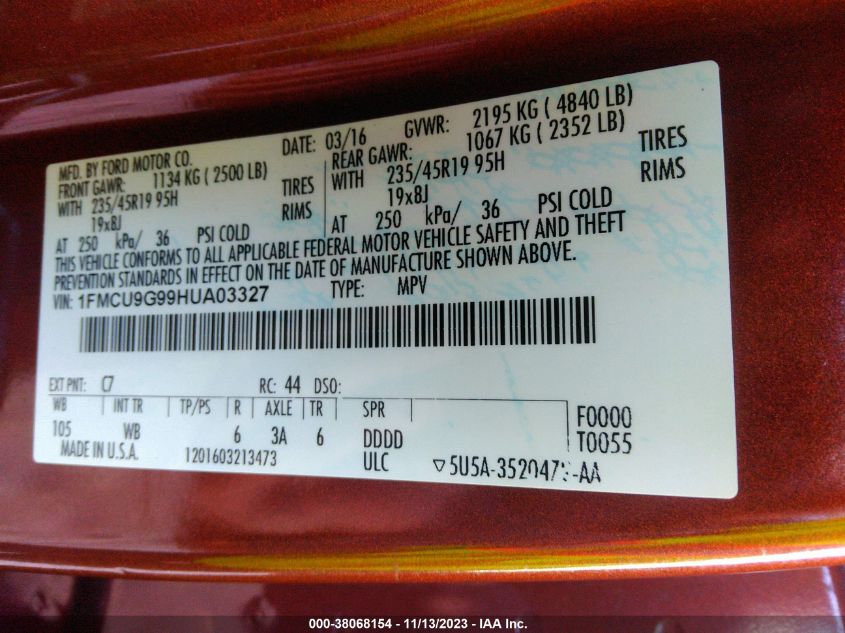 MFD. BY FORD MOTOR CO. DATE: 03/16 GVWR: 2195 KG ( 4840 LB)
FRONT GAWR: 1134 KG ( 2500 LB) REAR GAWR: 1067 KG ( 2352 LB)
WITH 235/45R19 95H TIRES WITH 235/45R19 95H TIRES
19x8J RIMS 19x8J RIMS
AT 250 kPa/ 36 PSI COLD AT 250 kPa/ 36 PSI COLD
THIS VEHICLE CONFORMS TO ALL APPLICABLE FEDERAL MOTOR VEHICLE SAFETY AND THEFT
PREVENTION STANDARDS IN EFFECT ON THE DATE OF MANUFACTURE SHOWN ABOVE.
VIN: 1FMCU9G99HUA03327 TYPE: MPV
EXT PNT: C7 RC: 44 DSO:
WB INT TR TP/PS R AXLE TR SPR F0000
105 WB 6 3A 6 DDDD T0055
MADE IN U.S.A. 1201603213473 ULC
000-38068154 — 11/13/2023 — IAA Inc.